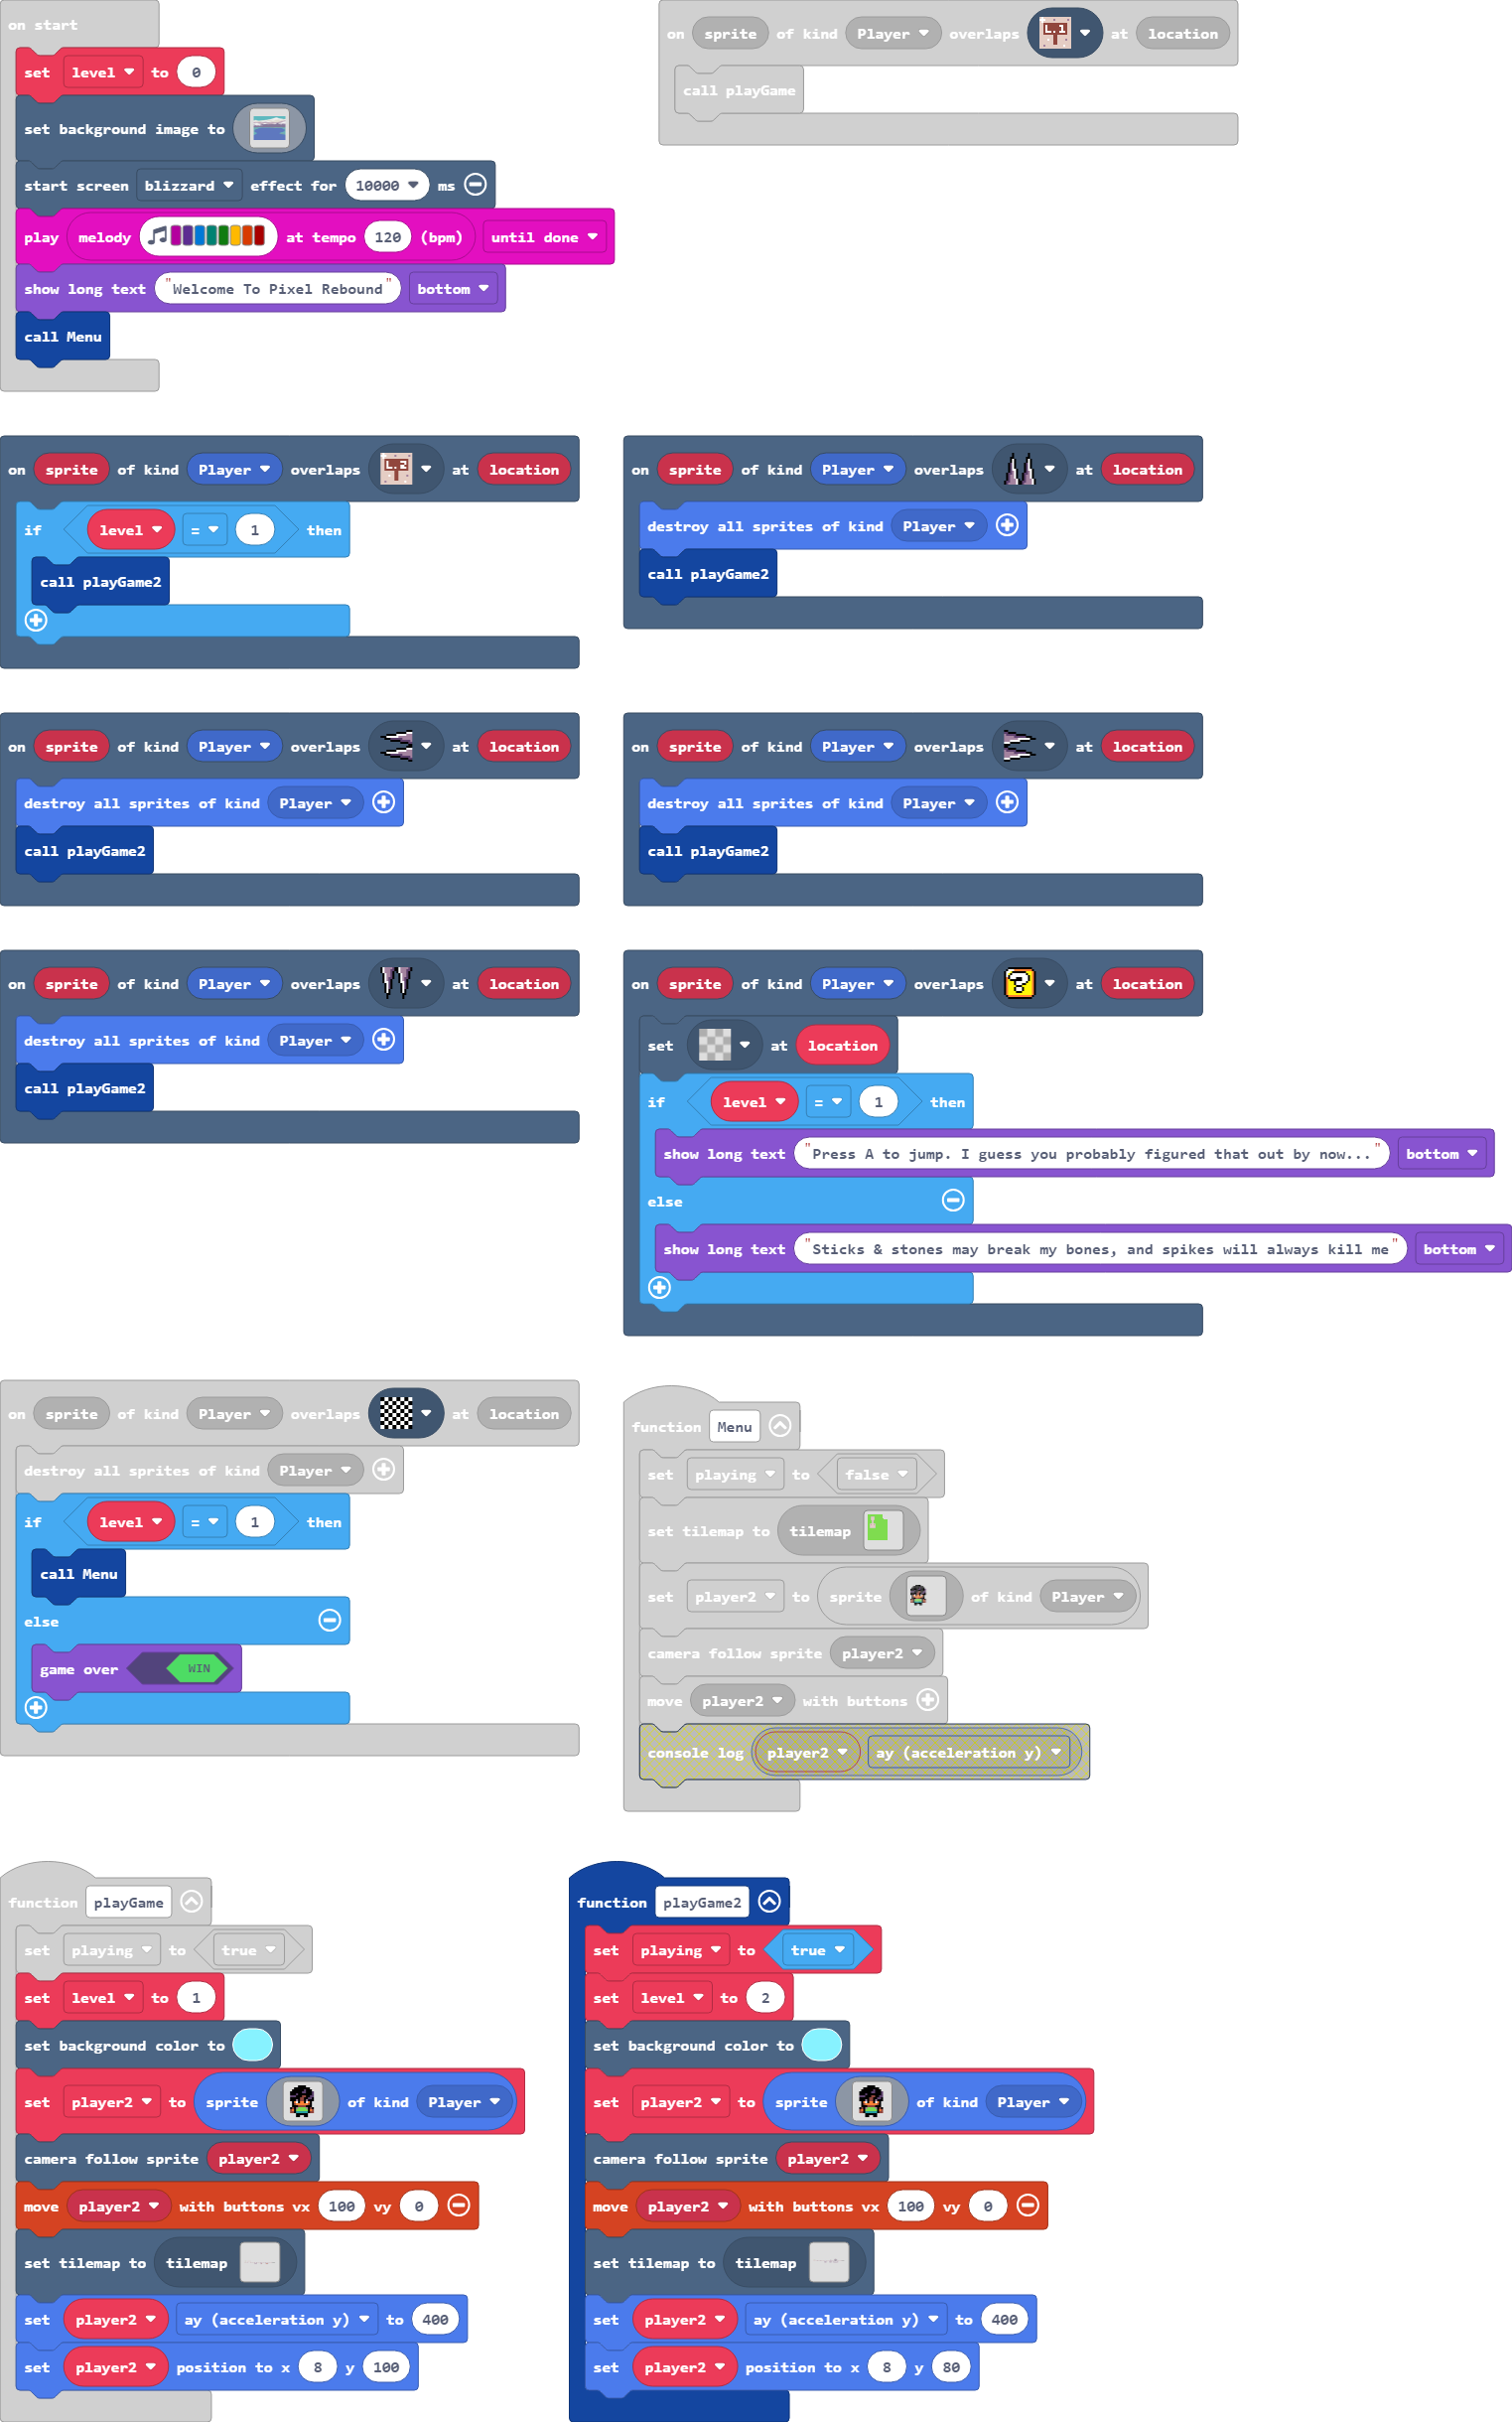 on start
set level to 0
set background image to
start screen blizzard effect for 10000 ms
play melody at tempo 120 (bpm) until done
show long text "Welcome To Pixel Rebound" bottom
call Menu
on sprite of kind Player overlaps L.1 at location
call playGame
on sprite of kind Player overlaps L.2 at location
if level = 1 then
call playGame2
on sprite of kind Player overlaps at location
destroy all sprites of kind Player
call playGame2
on sprite of kind Player overlaps at location
destroy all sprites of kind Player
call playGame2
on sprite of kind Player overlaps at location
destroy all sprites of kind Player
call playGame2
on sprite of kind Player overlaps at location
destroy all sprites of kind Player
call playGame2
on sprite of kind Player overlaps ? at location
set at location
if level = 1 then
show long text "Press A to jump. I guess you probably figured that out by now..." bottom
else
show long text "Sticks & stones may break my bones, and spikes will always kill me" bottom
on sprite of kind Player overlaps at location
destroy all sprites of kind Player
if level = 1 then
call Menu
else
game over WIN
function Menu
set playing to false
set tilemap to tilemap
set player2 to sprite of kind Player
camera follow sprite player2
move player2 with buttons
console log player2 ay (acceleration y)
function playGame
set playing to true
set level to 1
set background color to
set player2 to sprite of kind Player
camera follow sprite player2
move player2 with buttons vx 100 vy 0
set tilemap to tilemap
set player2 ay (acceleration y) to 400
set player2 position to x 8 y 100
function playGame2
set playing to true
set level to 2
set background color to
set player2 to sprite of kind Player
camera follow sprite player2
move player2 with buttons vx 100 vy 0
set tilemap to tilemap
set player2 ay (acceleration y) to 400
set player2 position to x 8 y 80